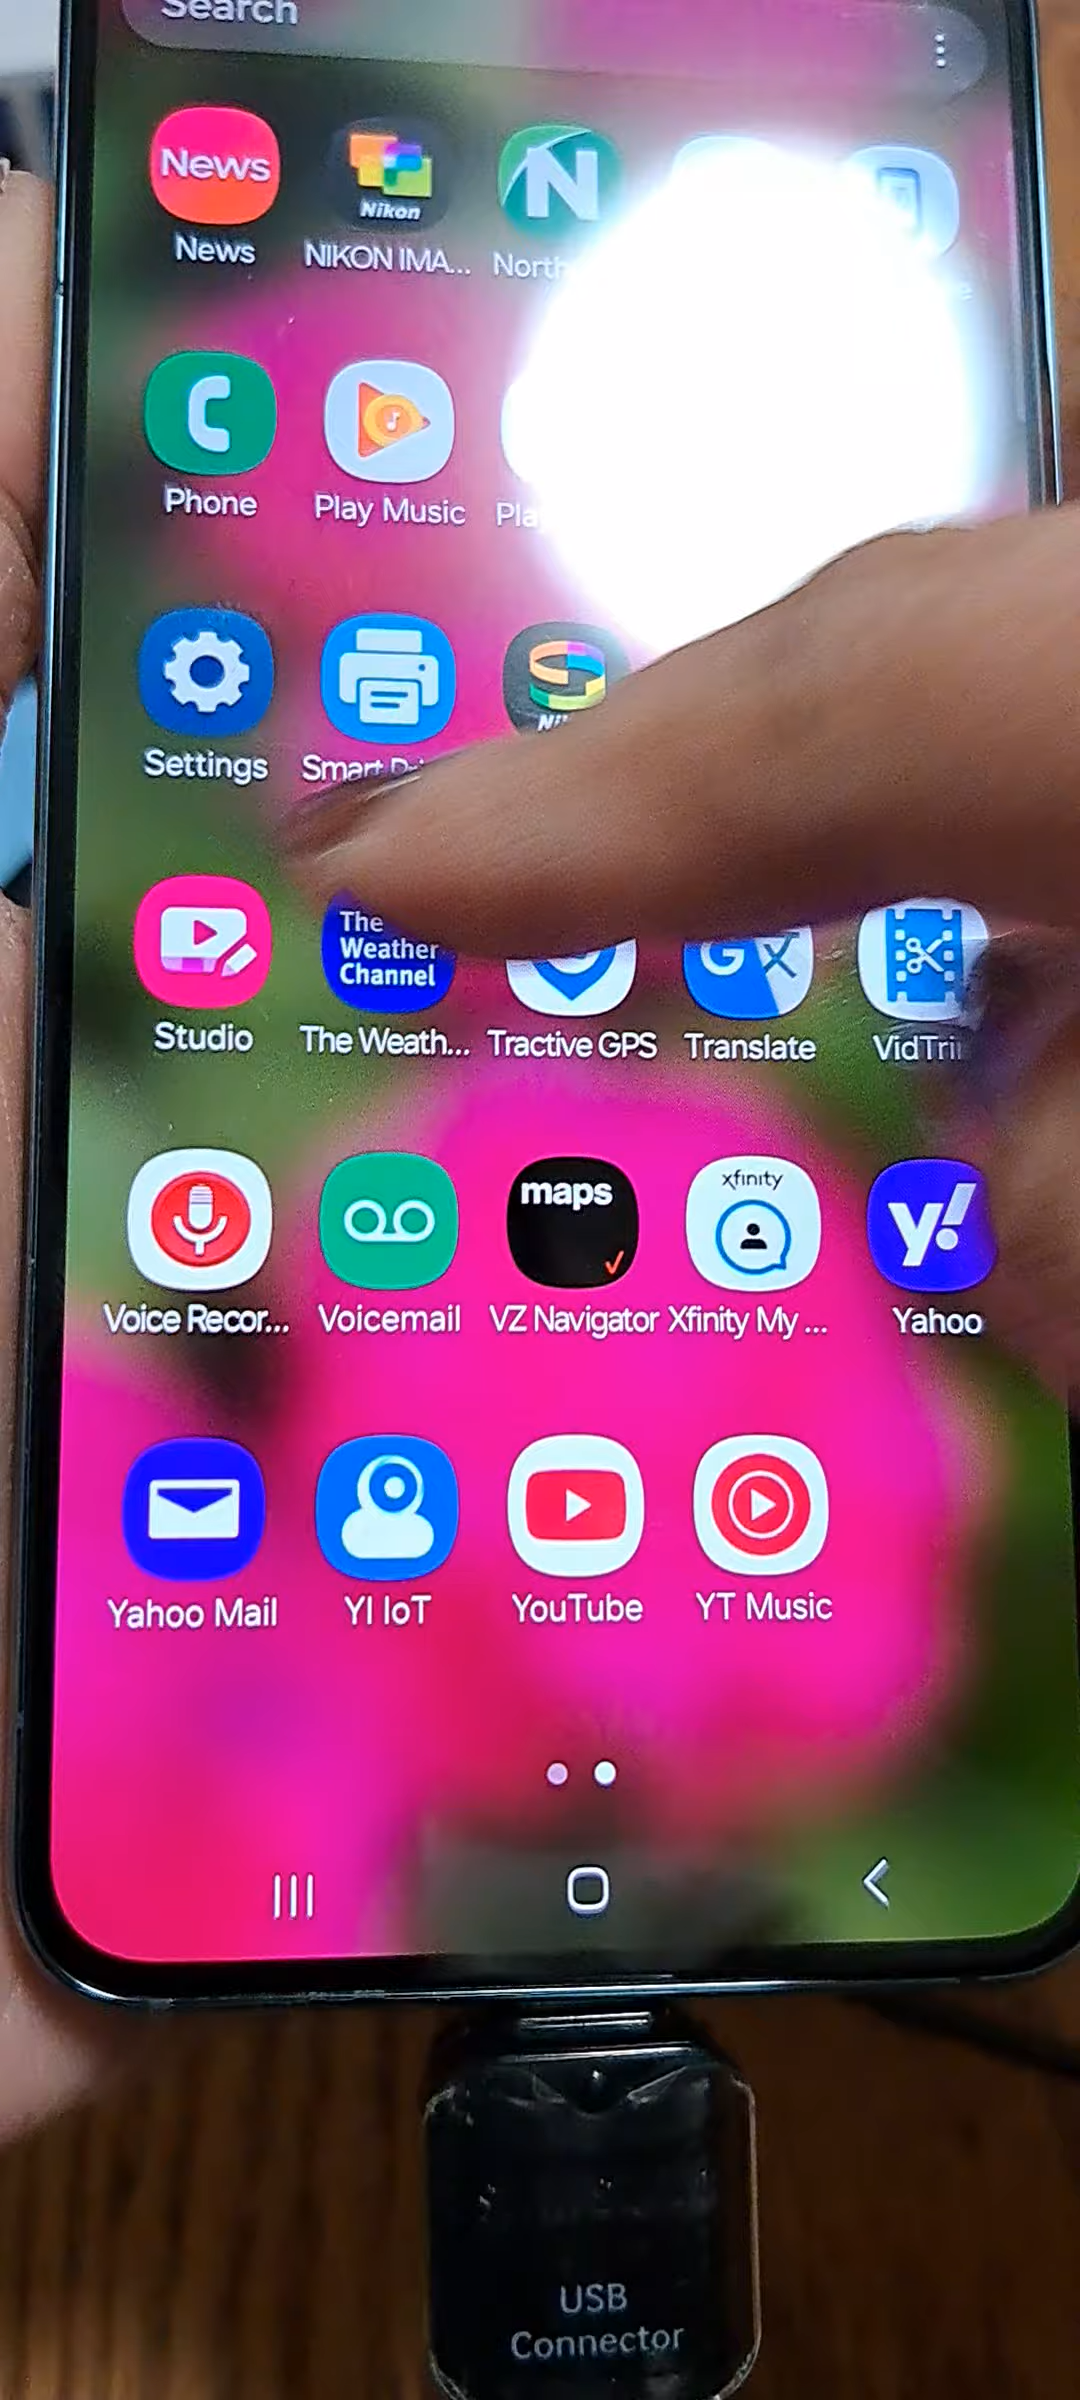 Search
News
Nikon
News
NIKON IMA...
Phone
Play Music
Settings
Smart
The
Weather
Channel
G
Studio
The Weath...
Tractive GPS
Translate
maps
xfinity
y!
Voice Recor...
Voicemail
VZ Navigator
Xfinity My ...
Yahoo
Yahoo Mail
YI IoT
YouTube
YT Music
USB
Connector